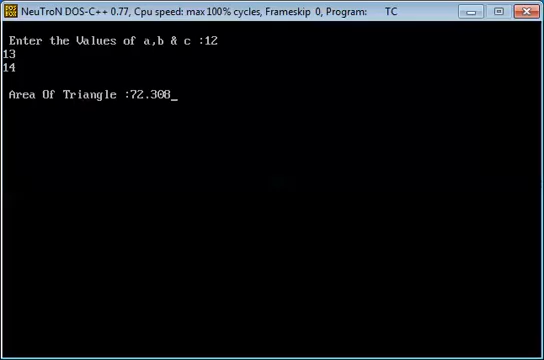 NeuTroN DOS-C++ 0.77, Cpu speed: max 100% cycles, Frameskip 0, Program: TC
Enter the Values of a,b & c :12
13
14
Area Of Triangle :72.308_